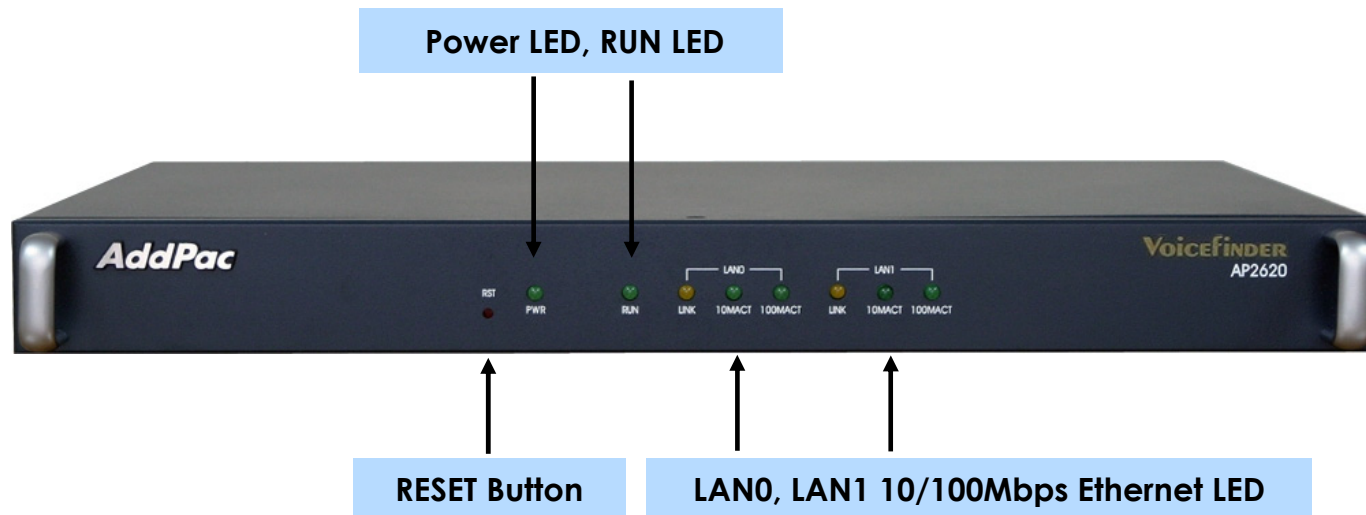 Power LED, RUN LED
AddPac
VoiceFinder
AP2620
LAN0 LAN1
RST
PWR RUN LINK 10MACT 100MACT LINK 10MACT 100MACT
RESET Button
LAN0, LAN1 10/100Mbps Ethernet LED